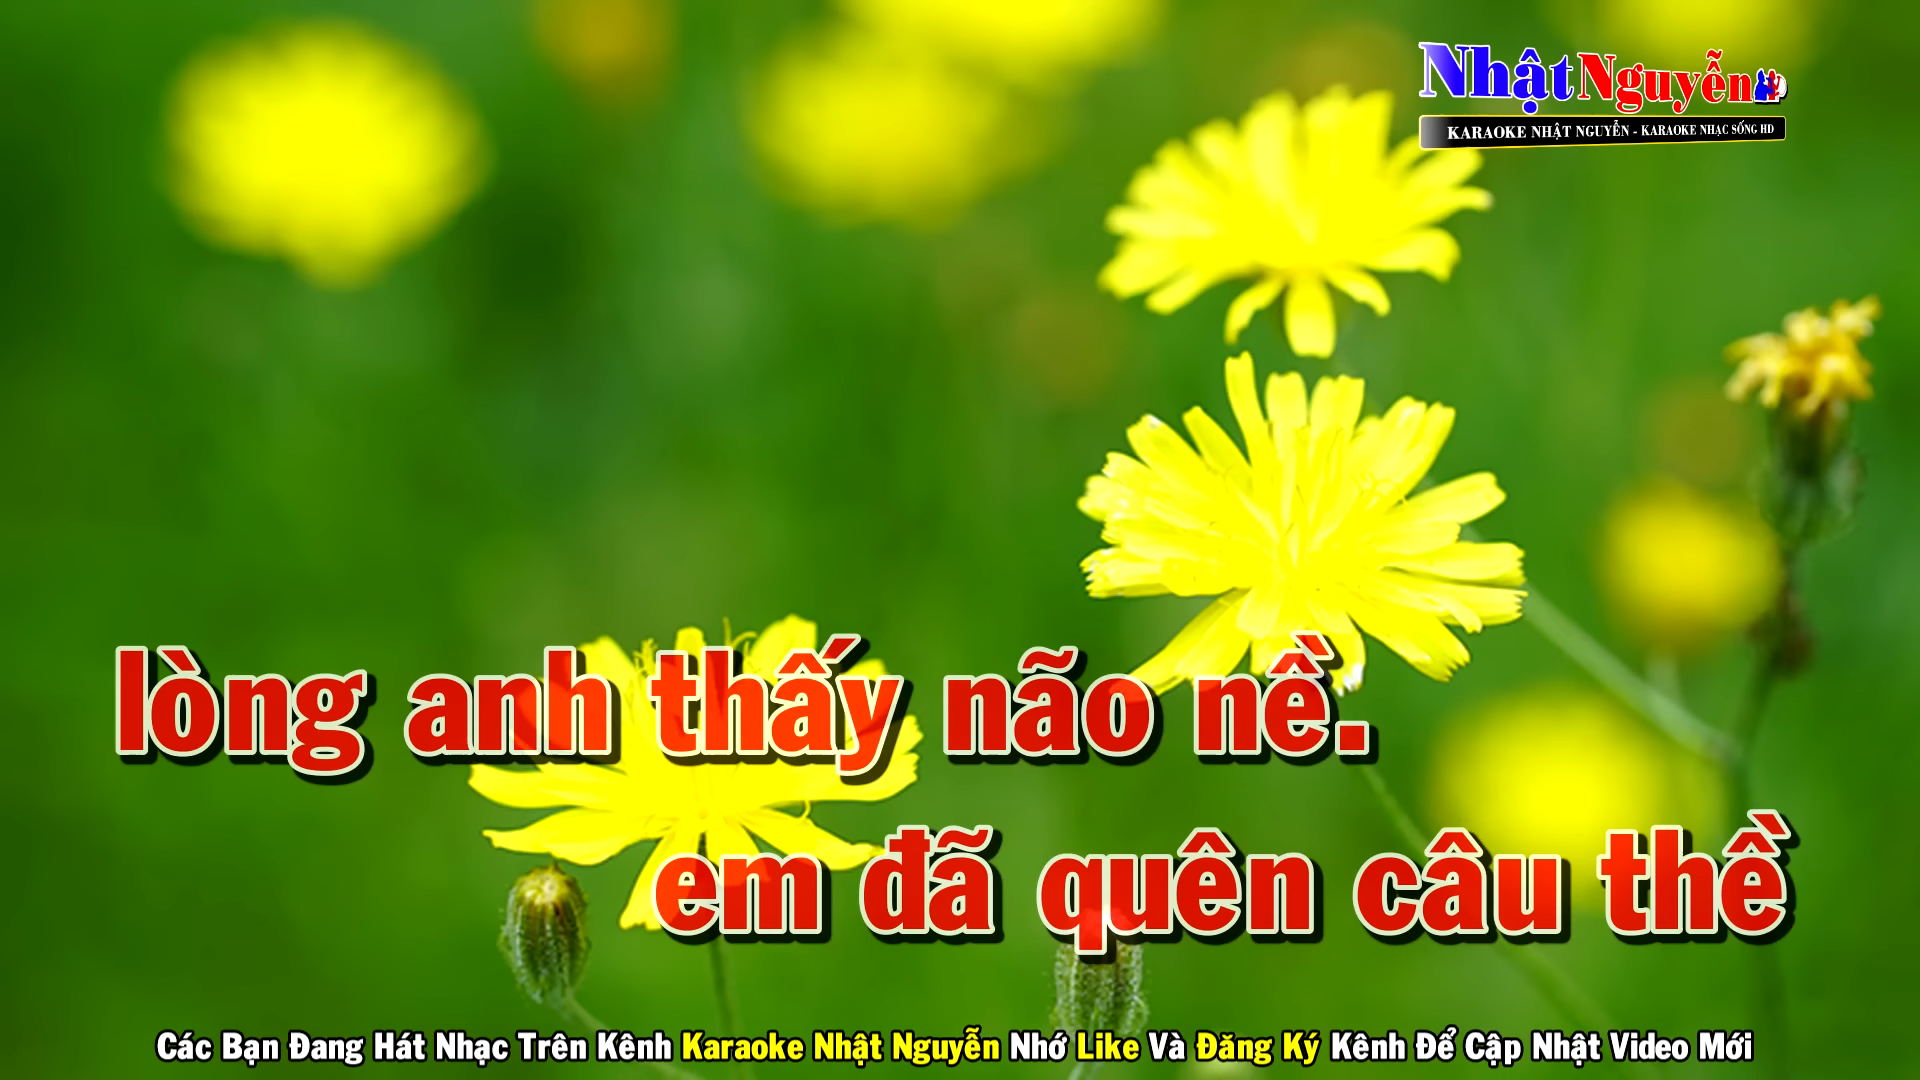 Nhật Nguyễn
KARAOKE NHẬT NGUYỄN - KARAOKE NHẠC SỐNG HD
lòng anh thấy não nề.
em đã quên câu thề
Các Bạn Đang Hát Nhạc Trên Kênh Karaoke Nhật Nguyễn Nhớ Like Và Đăng Ký Kênh Để Cập Nhật Video Mới